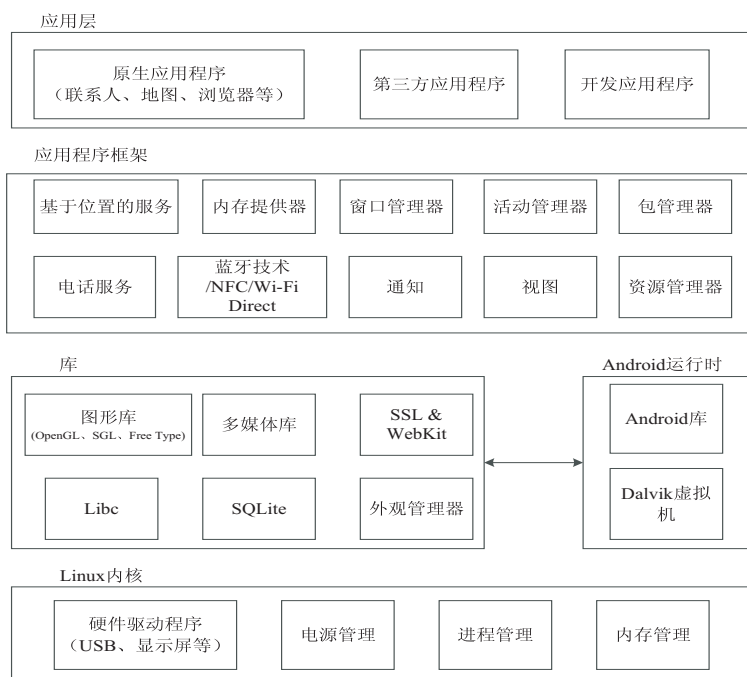 应用层
原生应用程序
（联系人、地图、浏览器等）
第三方应用程序
开发应用程序
应用程序框架
基于位置的服务
内存提供器
窗口管理器
活动管理器
包管理器
电话服务
蓝牙技术
/NFC/Wi-Fi
Direct
通知
视图
资源管理器
库
图形库
(OpenGL、SGL、Free Type)
多媒体库
SSL &
WebKit
Libc
SQLite
外观管理器
Android运行时
Android库
Dalvik虚拟
机
Linux内核
硬件驱动程序
（USB、显示屏等）
电源管理
进程管理
内存管理